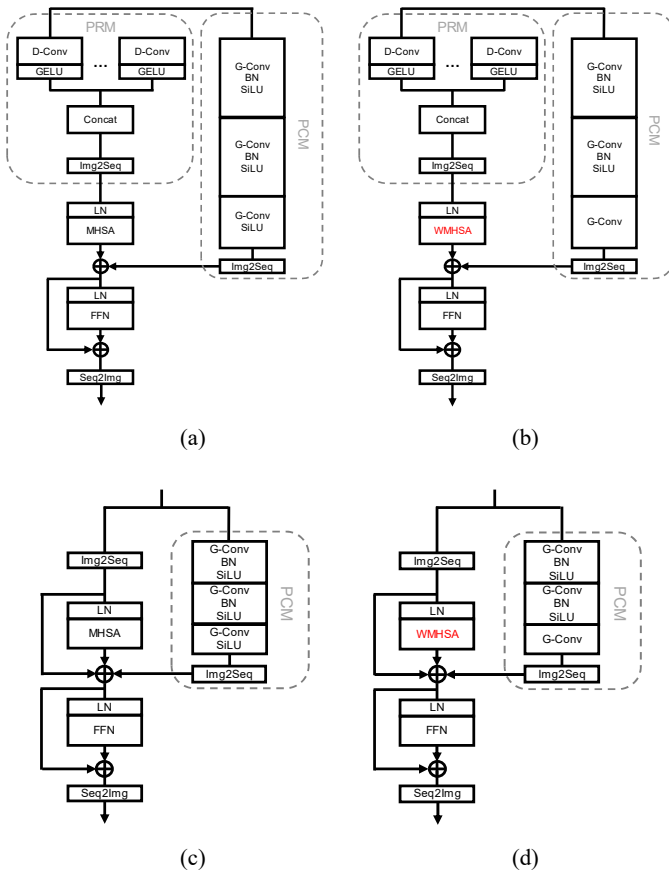 PRM
D-Conv
GELU
...
D-Conv
GELU
Concat
Img2Seq
LN
MHSA
LN
FFN
Seq2Img
G-Conv
BN
SiLU
G-Conv
BN
SiLU
G-Conv
SiLU
Img2Seq
PCM
(a)
PRM
D-Conv
GELU
...
D-Conv
GELU
Concat
Img2Seq
LN
WMHSA
LN
FFN
Seq2Img
G-Conv
BN
SiLU
G-Conv
BN
SiLU
G-Conv
Img2Seq
PCM
(b)
Img2Seq
LN
MHSA
LN
FFN
Seq2Img
G-Conv
BN
SiLU
G-Conv
BN
SiLU
G-Conv
SiLU
Img2Seq
PCM
(c)
Img2Seq
LN
WMHSA
LN
FFN
Seq2Img
G-Conv
BN
SiLU
G-Conv
BN
SiLU
G-Conv
Img2Seq
PCM
(d)